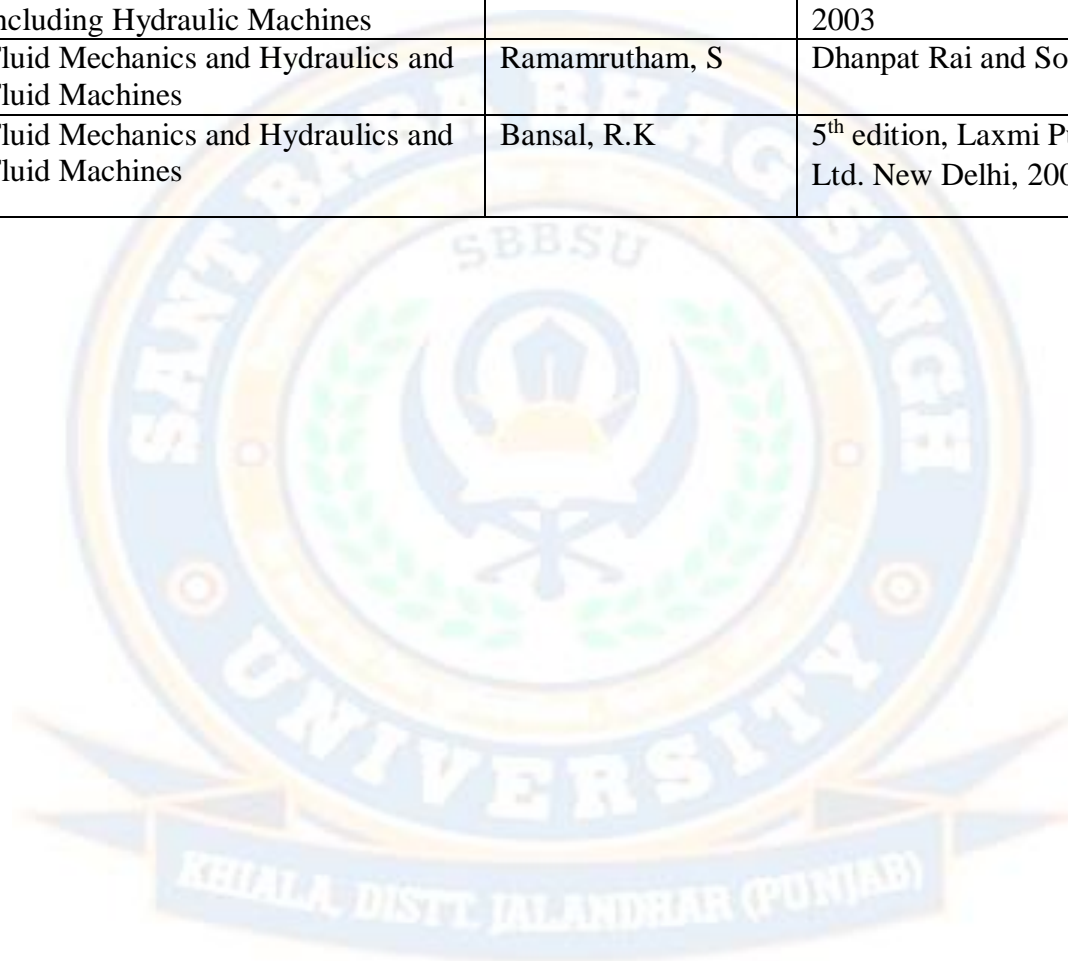 ncluding Hydraulic Machines 2003
Fluid Mechanics and Hydraulics and Ramamrutham, S Dhanpat Rai and So
Fluid Machines
Fluid Mechanics and Hydraulics and Bansal, R.K 5th edition, Laxmi Pu
Fluid Machines Ltd. New Delhi, 200
SANT BABA BHAG SINGH
SBBSU
UNIVERSITY
KHIALA, DISTT. JALANDHAR (PUNJAB)